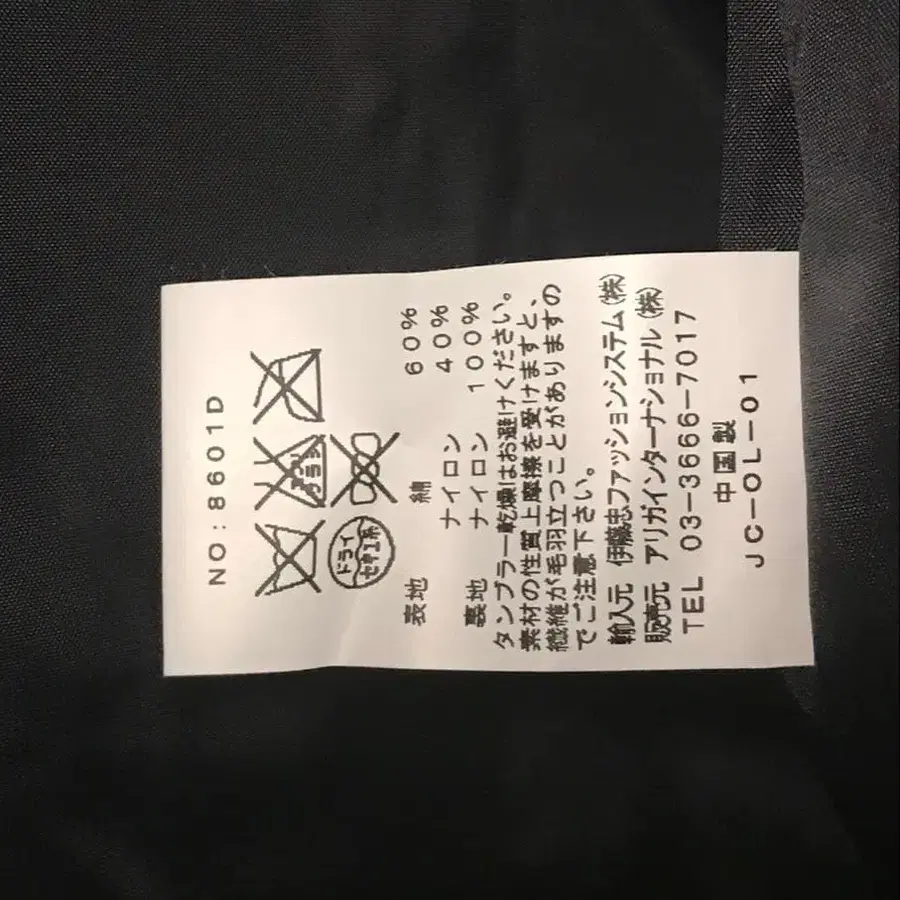 NO:8601D
エンソ
サラシ
ドライ
セキユ系
表地 綿 60%
ナイロン 40%
裏地 ナイロン 100%
タンブラー乾燥はお避けください。
素材の性質上摩擦を受けますと、
繊維が毛羽立つことがありますの
でご注意下さい。
輸入元 伊藤忠ファッションシステム(株)
販売元 アリガインターナショナル(株)
TEL 03-3666-7017
中国製
JC-OL-01